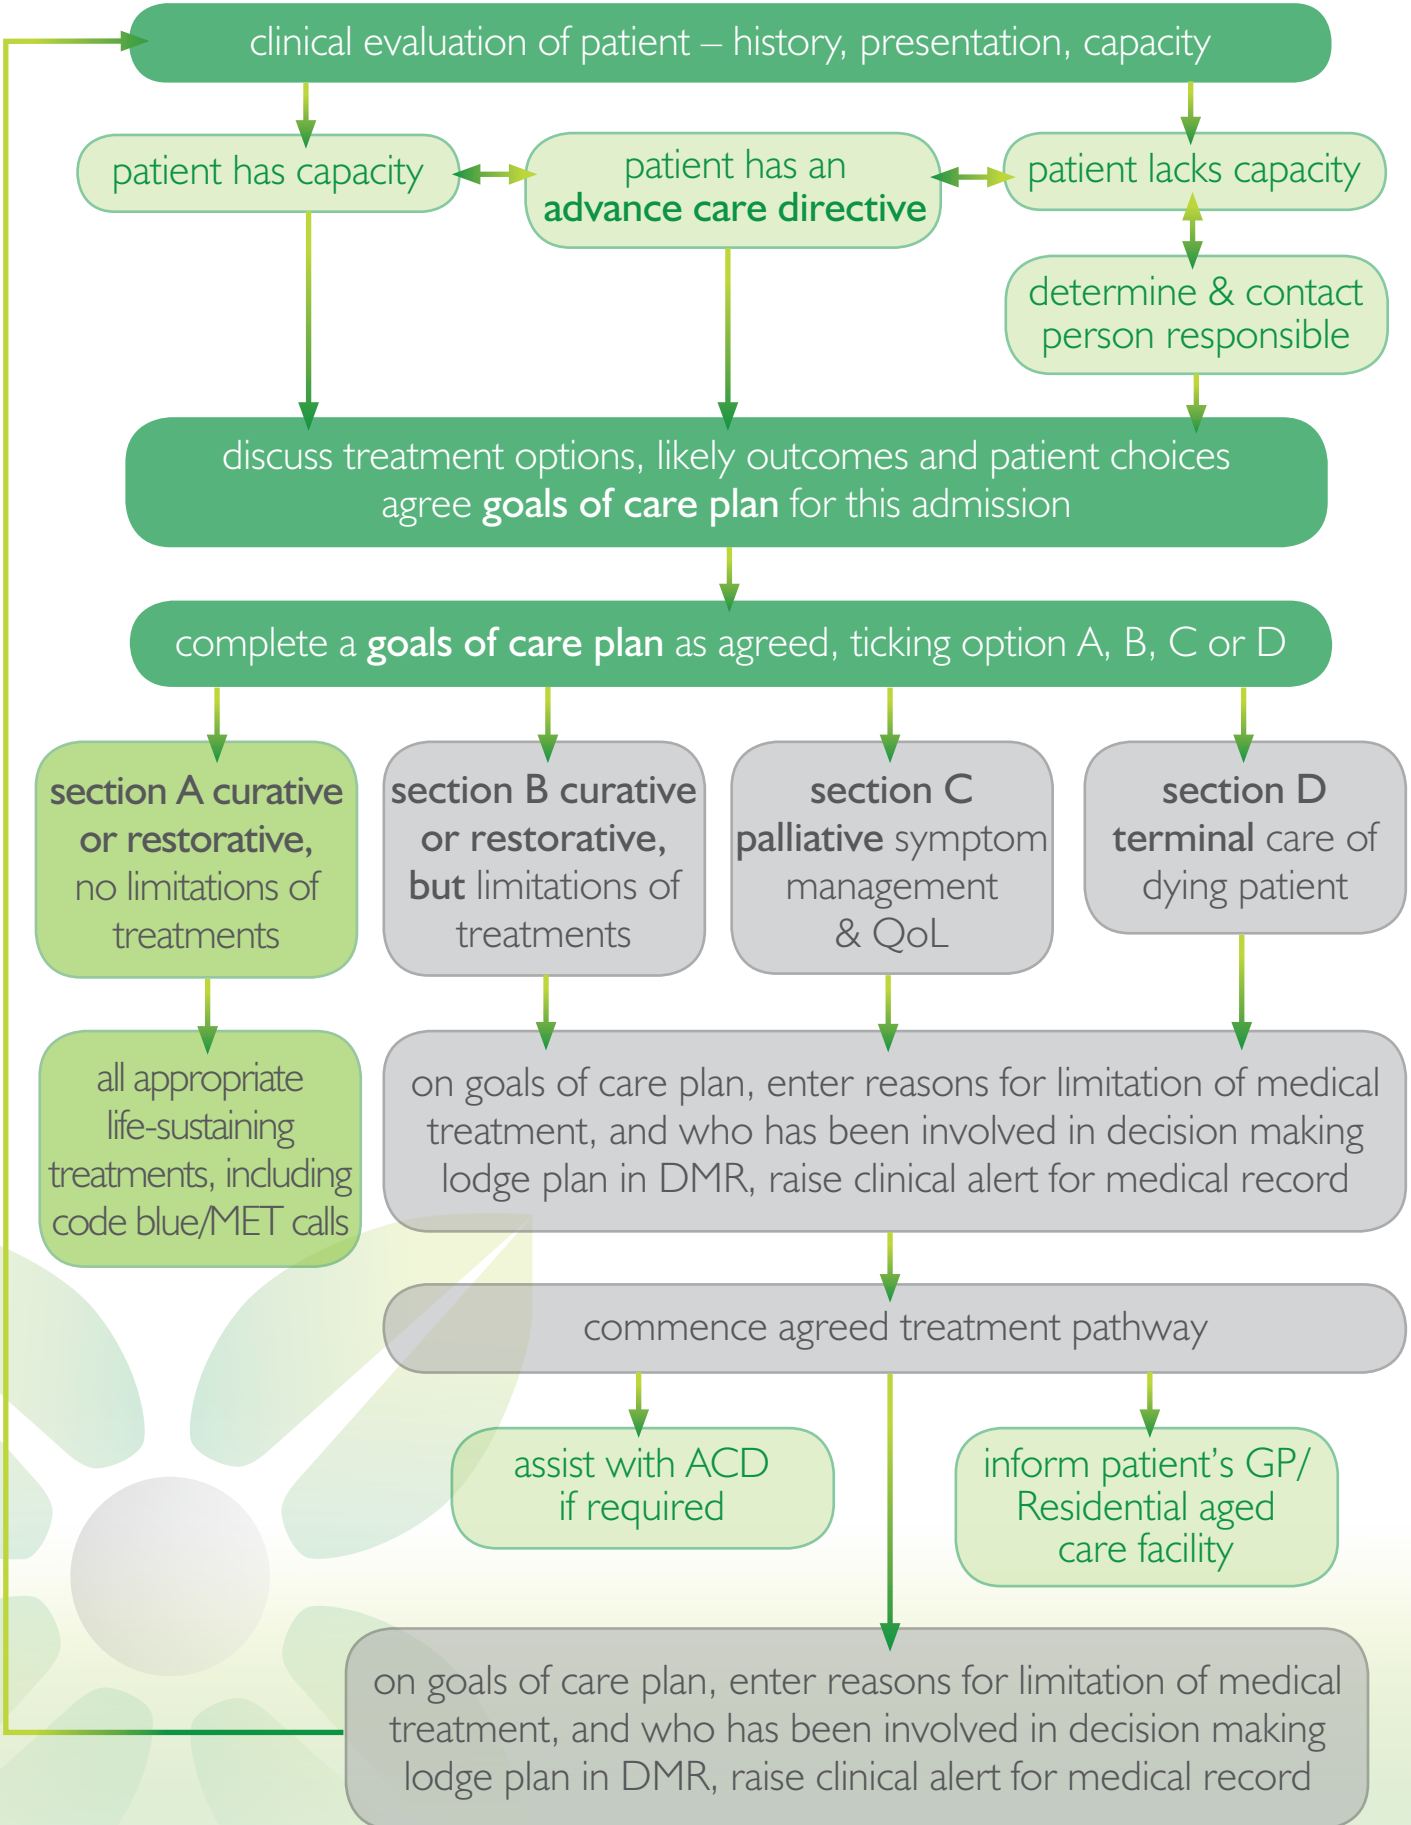 clinical evaluation of patient – history, presentation, capacity
patient has capacity
patient has an
advance care directive
patient lacks capacity
determine & contact
person responsible
discuss treatment options, likely outcomes and patient choices
agree goals of care plan for this admission
complete a goals of care plan as agreed, ticking option A, B, C or D
section A curative
or restorative,
no limitations of
treatments
section B curative
or restorative,
but limitations of
treatments
section C
palliative symptom
management
& QoL
section D
terminal care of
dying patient
all appropriate
life-sustaining
treatments, including
code blue/MET calls
on goals of care plan, enter reasons for limitation of medical
treatment, and who has been involved in decision making
lodge plan in DMR, raise clinical alert for medical record
commence agreed treatment pathway
assist with ACD
if required
inform patient's GP/
Residential aged
care facility
on goals of care plan, enter reasons for limitation of medical
treatment, and who has been involved in decision making
lodge plan in DMR, raise clinical alert for medical record